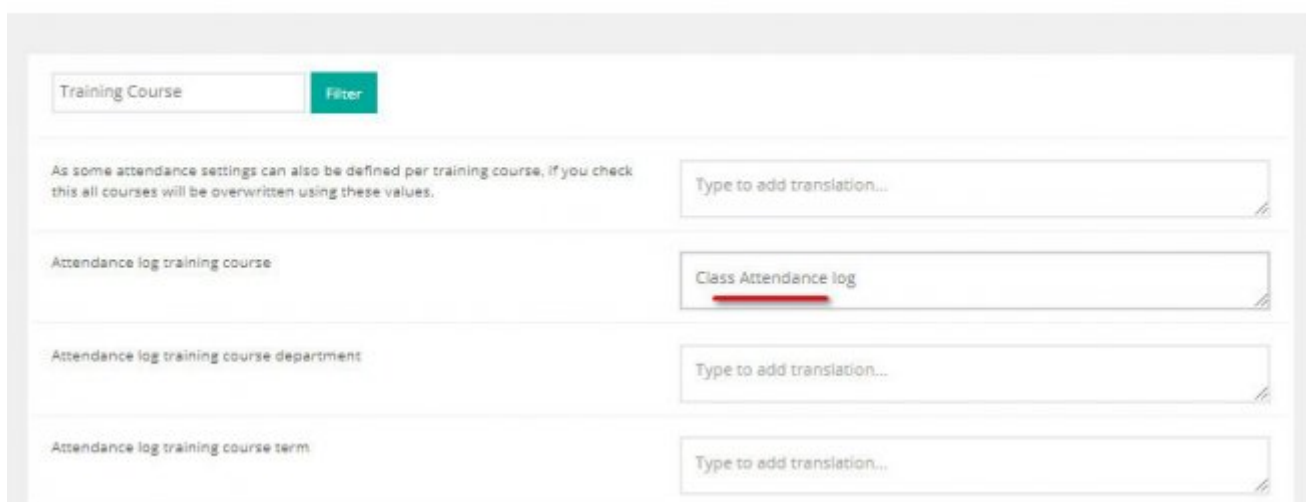 Training Course
Filter
As some attendance settings can also be defined per training course, if you check
this all courses will be overwritten using these values.
Type to add translation...
Attendance log training course
Class Attendance log
Attendance log training course department
Type to add translation...
Attendance log training course term
Type to add translation...